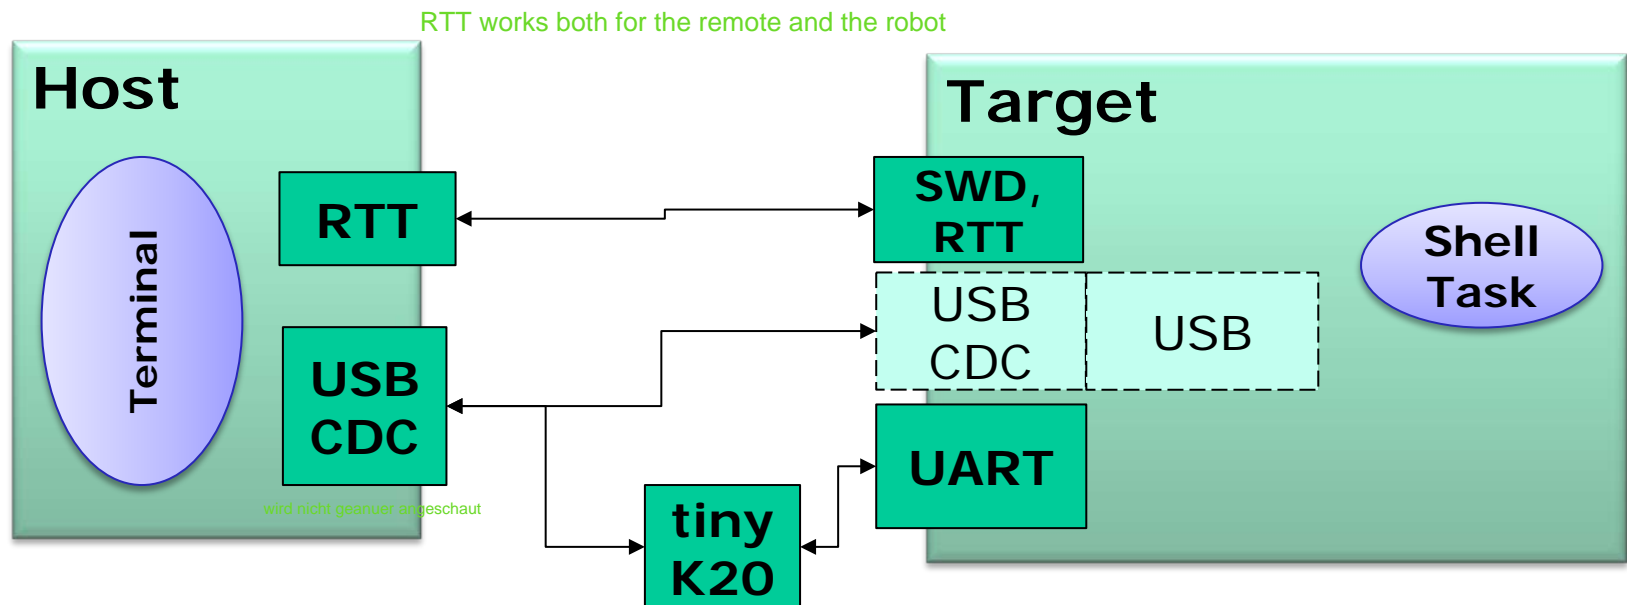 RTT works both for the remote and the robot
Host
Target
Terminal
RTT
SWD,
RTT
Shell
Task
USB
CDC
USB
USB
CDC
UART
wird nicht genauer angeschaut
tiny
K20